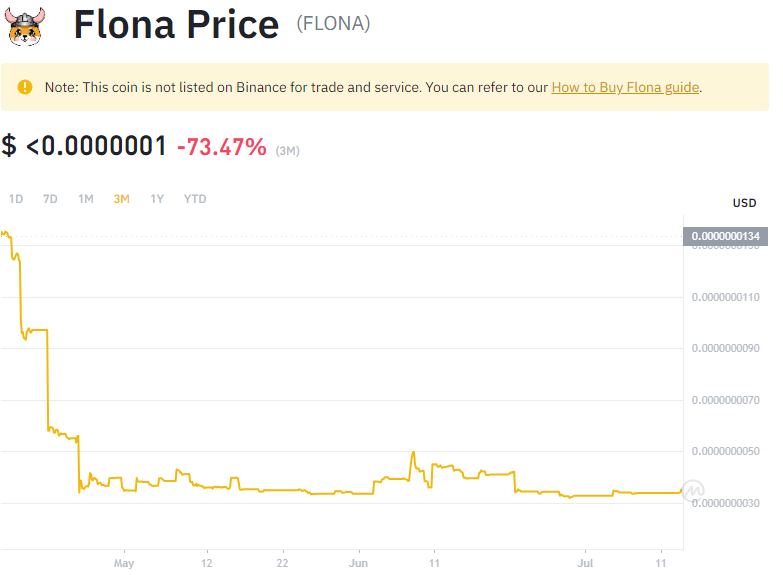 Flona Price (FLONA)
Note: This coin is not listed on Binance for trade and service. You can refer to our How to Buy Flona guide.
$ <0.0000001 -73.47% (3M)
1D 7D 1M 3M 1Y YTD
USD
0.0000000134
0.0000000130
0.0000000110
0.0000000090
0.0000000070
0.0000000050
0.0000000030
May 12 22 Jun 11 Jul 11